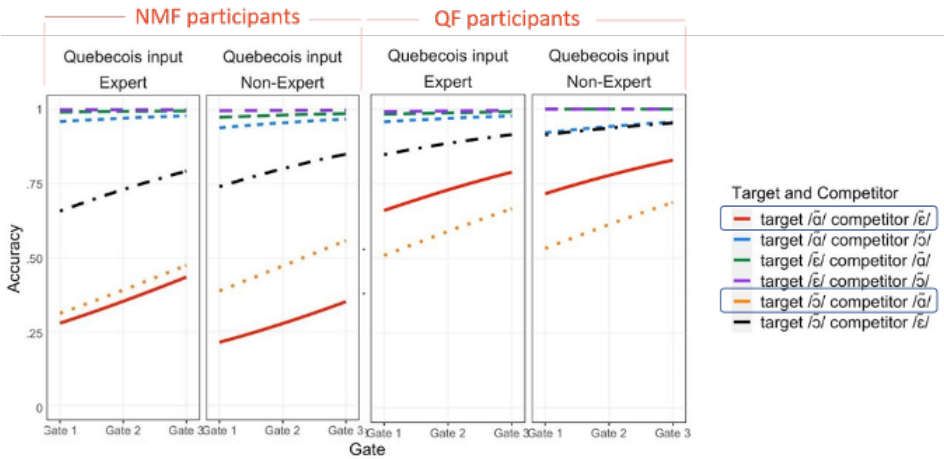 NMF participants
QF participants
Quebecois input
Expert
Quebecois input
Non-Expert
Quebecois input
Expert
Quebecois input
Non-Expert
1
.75
.50
.25
0
Accuracy
Gate 1 Gate 2 Gate 3
Gate 1 Gate 2 Gate 3
Gate 1 Gate 2 Gate 3
Gate 1 Gate 2 Gate 3
Gate
Target and Competitor
target /ɑ̃/ competitor /ɛ̃/
target /ɑ̃/ competitor /ɔ̃/
target /ɛ̃/ competitor /ɑ̃/
target /ɛ̃/ competitor /ɔ̃/
target /ɔ̃/ competitor /ɑ̃/
target /ɔ̃/ competitor /ɛ̃/